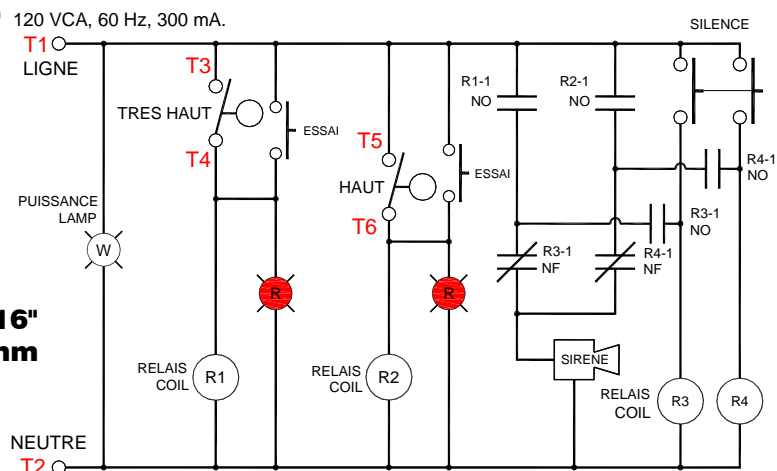 120 VCA, 60 Hz, 300 mA.
T1
LIGNE
SILENCE
T3
TRES HAUT
T4
ESSAI
T5
HAUT
T6
ESSAI
R1-1
NO
R2-1
NO
R4-1
NO
R3-1
NO
R3-1
NF
R4-1
NF
PUISSANCE
LAMP
W
R
R
16"
RELAIS
COIL
R1
RELAIS
COIL
R2
SIRENE
RELAIS
COIL
R3
R4
NEUTRE
T2